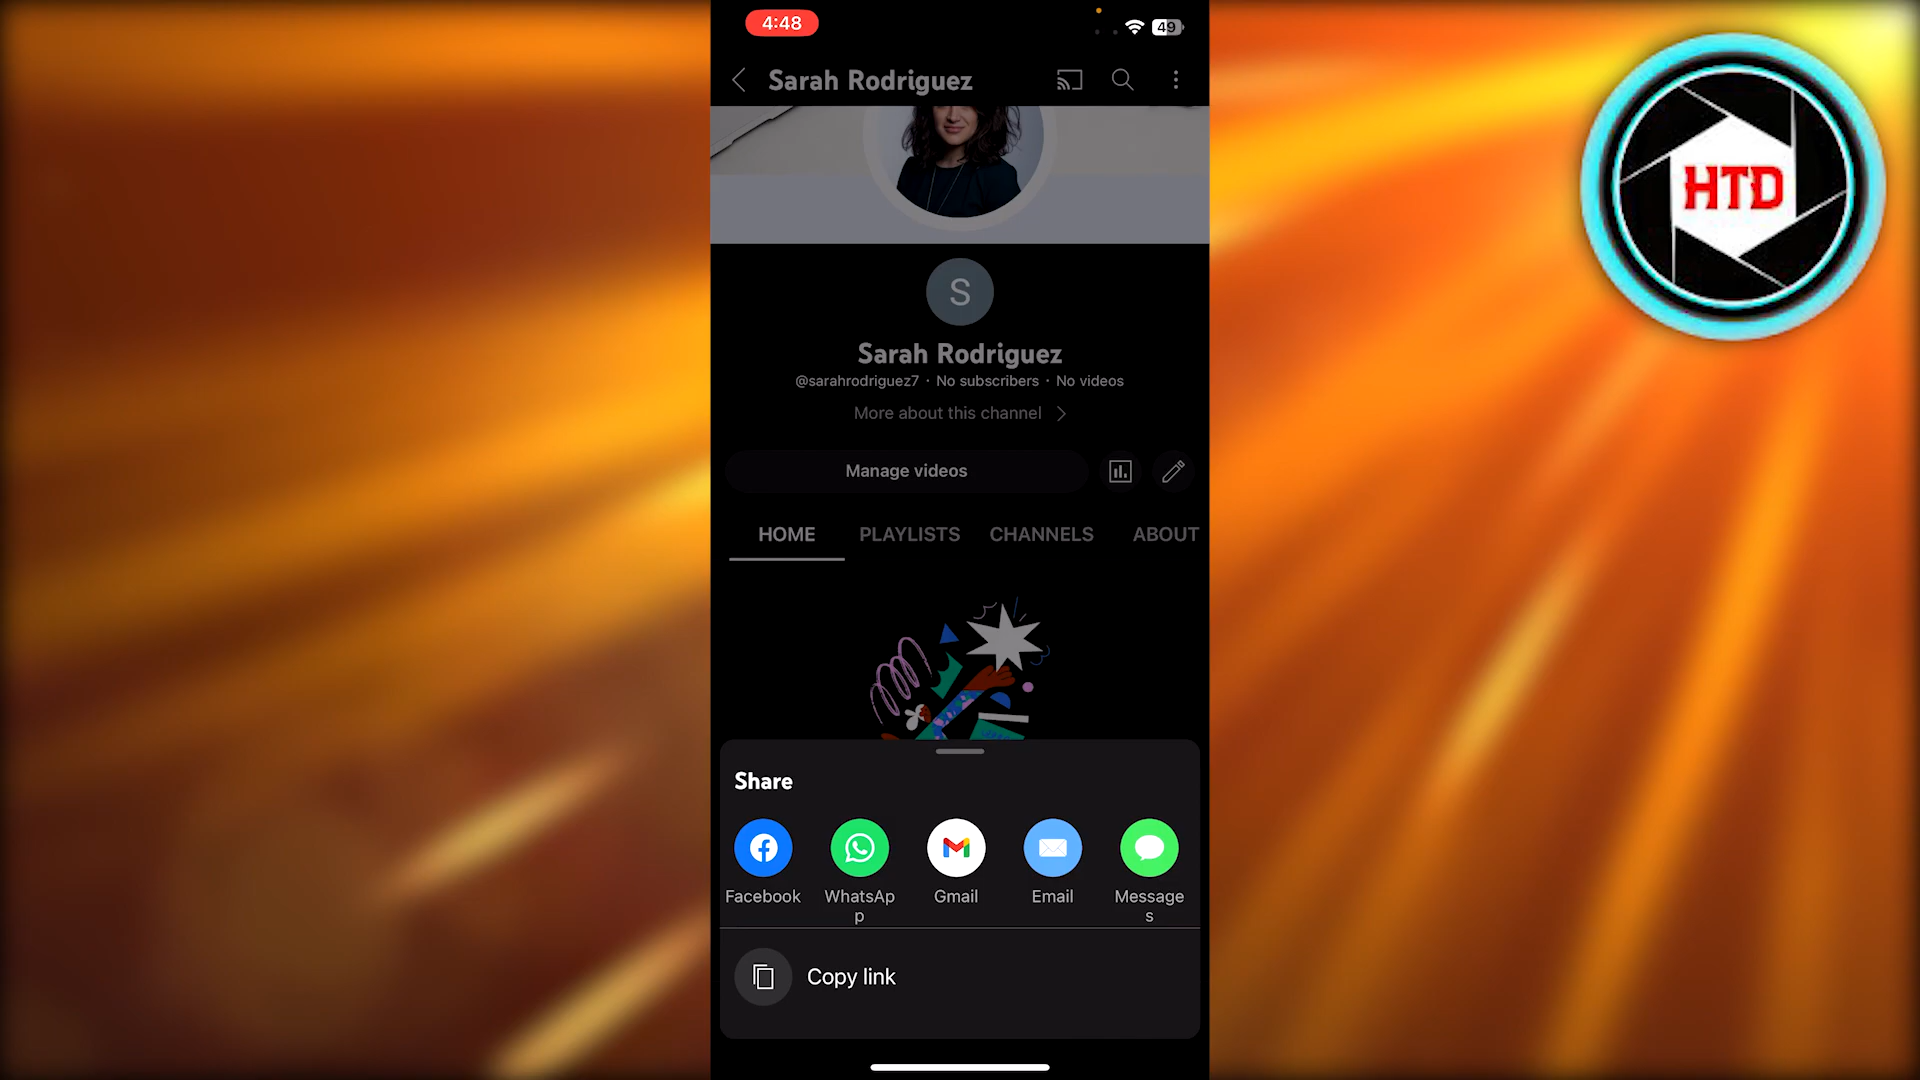 4:48
49
Sarah Rodriguez
HTD
S
Sarah Rodriguez
@sarahrodriguez7 · No subscribers · No videos
More about this channel
Manage videos
HOME PLAYLISTS CHANNELS ABOUT
Share
Facebook WhatsAp Gmail Email Message
p s
Copy link